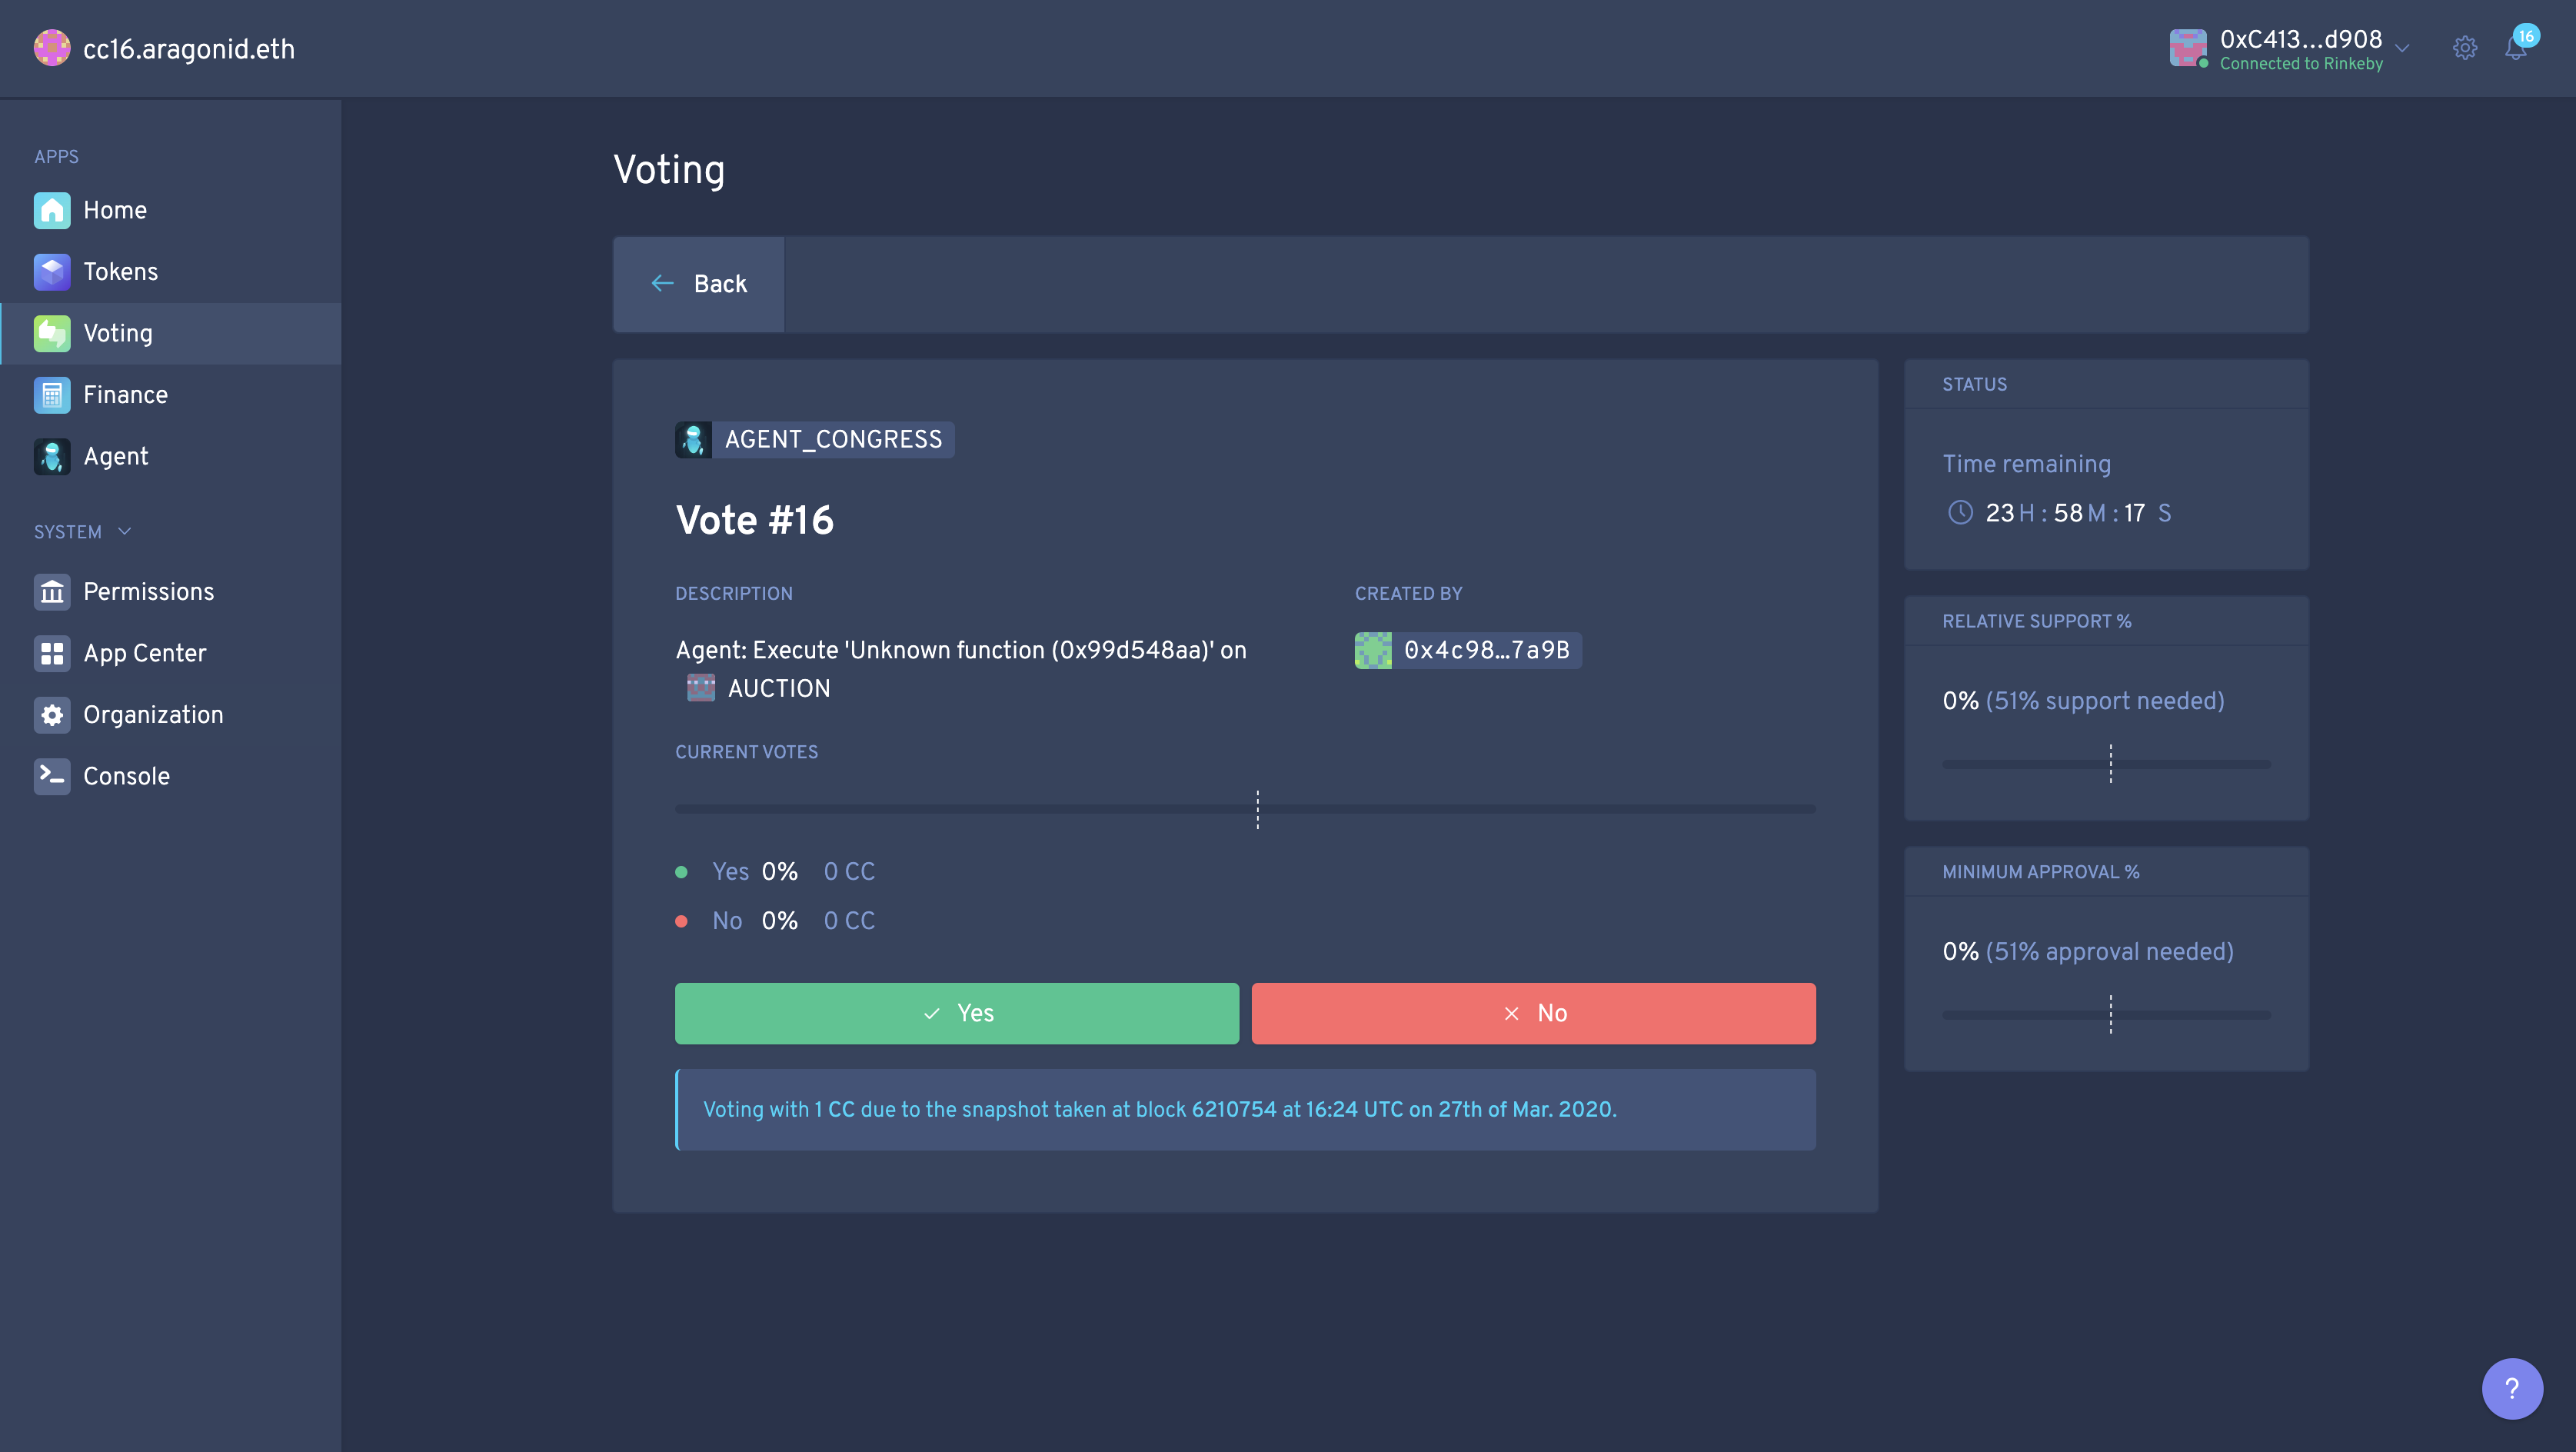 cc16.aragonid.eth
0xC413...d908
Connected to Rinkeby
16
APPS
Home
Tokens
Voting
Finance
Agent
SYSTEM
Permissions
App Center
Organization
Console
Voting
Back
AGENT_CONGRESS
Vote #16
DESCRIPTION
Agent: Execute 'Unknown function (0x99d548aa)' on
AUCTION
CREATED BY
0x4c98...7a9B
CURRENT VOTES
Yes 0% 0 CC
No 0% 0 CC
Yes
No
Voting with 1 CC due to the snapshot taken at block 6210754 at 16:24 UTC on 27th of Mar. 2020.
STATUS
Time remaining
23 H : 58 M : 17 S
RELATIVE SUPPORT %
0% (51% support needed)
MINIMUM APPROVAL %
0% (51% approval needed)
?